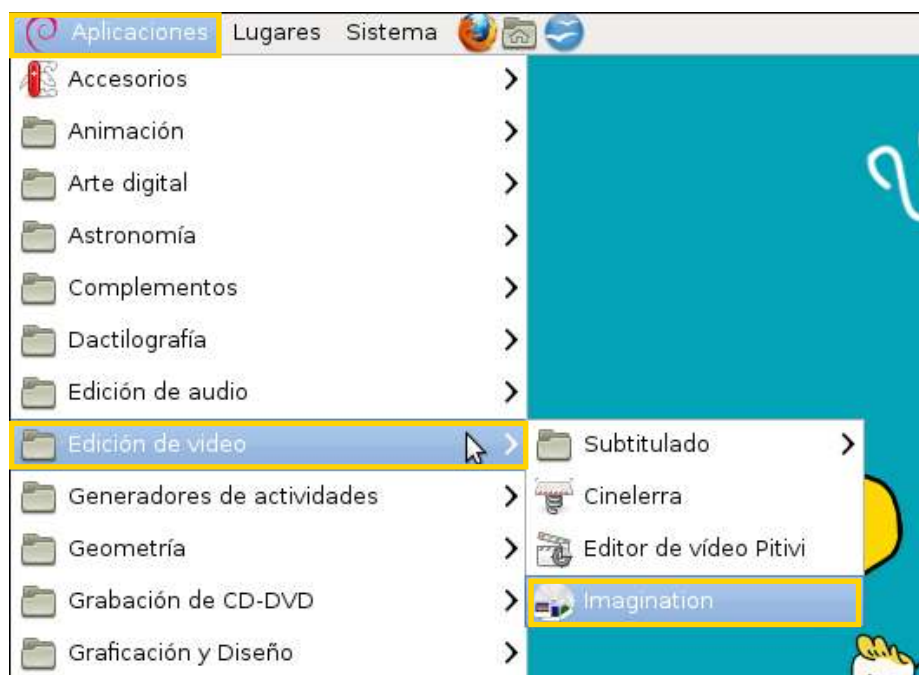 Aplicaciones Lugares Sistema
Accesorios
Animación
Arte digital
Astronomía
Complementos
Dactilografía
Edición de audio
Edición de video
Subtitulado
Generadores de actividades
Cinelerra
Geometría
Editor de vídeo Pitivi
Grabación de CD-DVD
Imagination
Graficación y Diseño